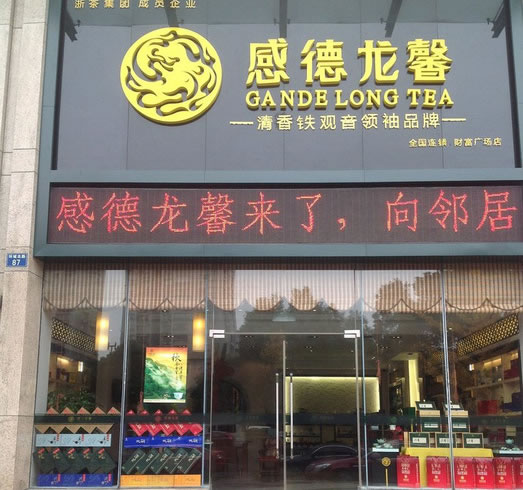 浙茶集团 成员企业
感德龙馨
GANDE LONG TEA
清香铁观音领袖品牌
全国连锁 财富广场店
感德龙馨来了，向邻居
87
秋